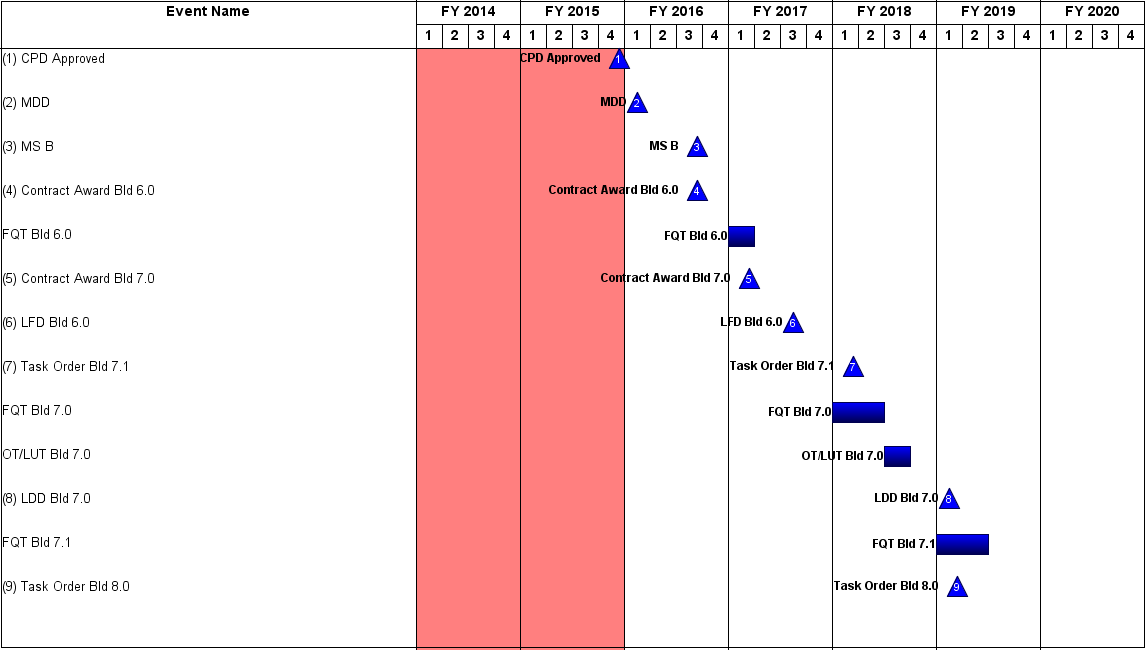 Event Name FY 2014 FY 2015 FY 2016 FY 2017 FY 2018 FY 2019 FY 2020
1 2 3 4 1 2 3 4 1 2 3 4 1 2 3 4 1 2 3 4 1 2 3 4 1 2 3 4
(1) CPD Approved CPD Approved 1
(2) MDD MDD 2
(3) MS B MS B 3
(4) Contract Award Bld 6.0 Contract Award Bld 6.0 4
FQT Bld 6.0 FQT Bld 6.0
(5) Contract Award Bld 7.0 Contract Award Bld 7.0 5
(6) LFD Bld 6.0 LFD Bld 6.0 6
(7) Task Order Bld 7.1 Task Order Bld 7.1 7
FQT Bld 7.0 FQT Bld 7.0
OT/LUT Bld 7.0 OT/LUT Bld 7.0
(8) LDD Bld 7.0 LDD Bld 7.0 8
FQT Bld 7.1 FQT Bld 7.1
(9) Task Order Bld 8.0 Task Order Bld 8.0 9